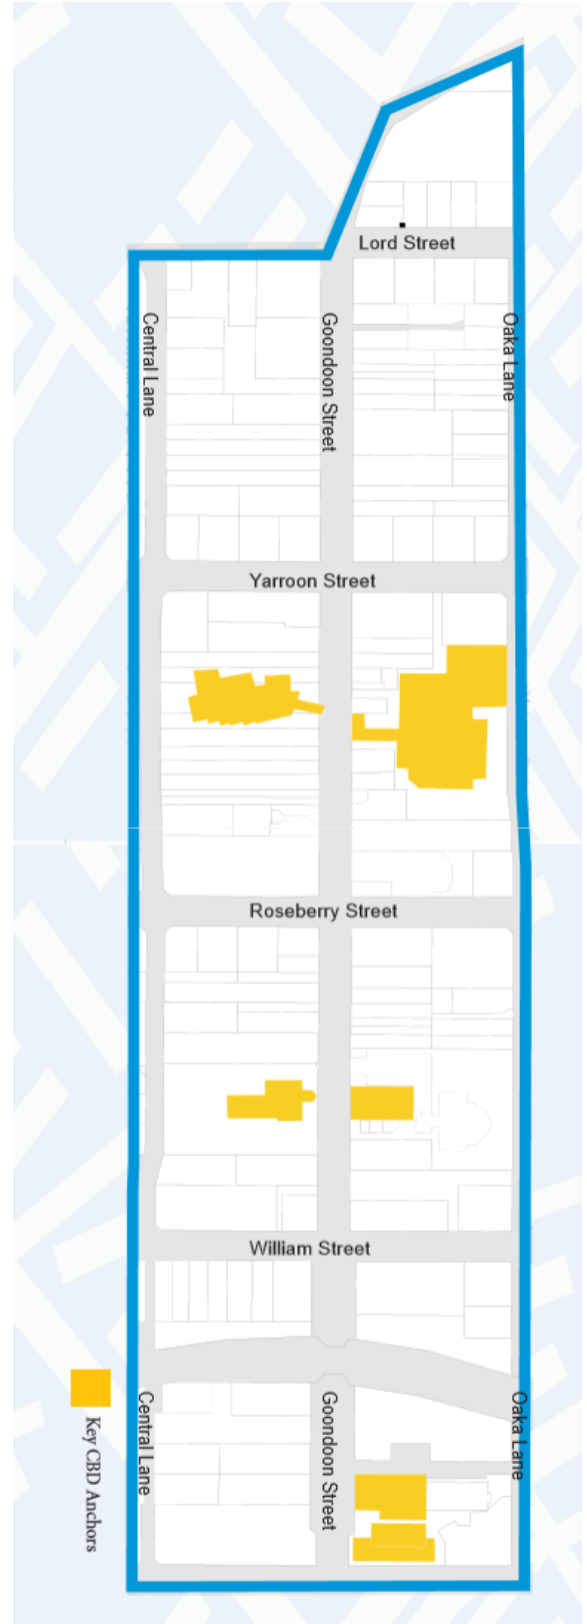 Lord Street
Central Lane
Goondoon Street
Oaka Lane
Yarroon Street
Roseberry Street
William Street
Central Lane
Goondoon Street
Oaka Lane
Key CBD Anchors